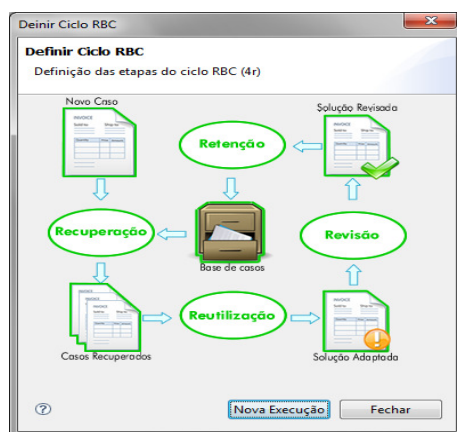 Deinir Ciclo RBC
Definir Ciclo RBC
Definição das etapas do ciclo RBC (4r)
Novo Caso
Solução Revisada
Retenção
Recuperação
Base de casos
Revisão
Casos Recuperados
Reutilização
Solução Adaptada
Nova Execução
Fechar